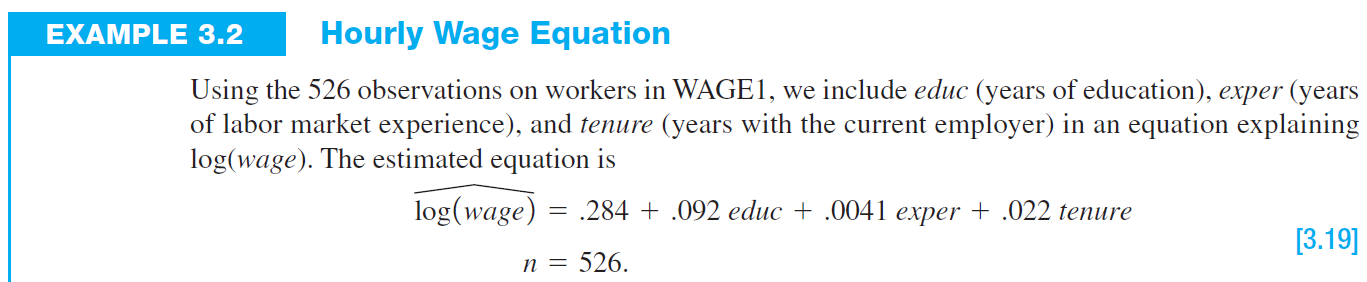 EXAMPLE 3.2 Hourly Wage Equation
Using the 526 observations on workers in WAGE1, we include educ (years of education), exper (years
of labor market experience), and tenure (years with the current employer) in an equation explaining
log(wage). The estimated equation is
log(wage) = .284 + .092 educ + .0041 exper + .022 tenure
[3.19]
n = 526.